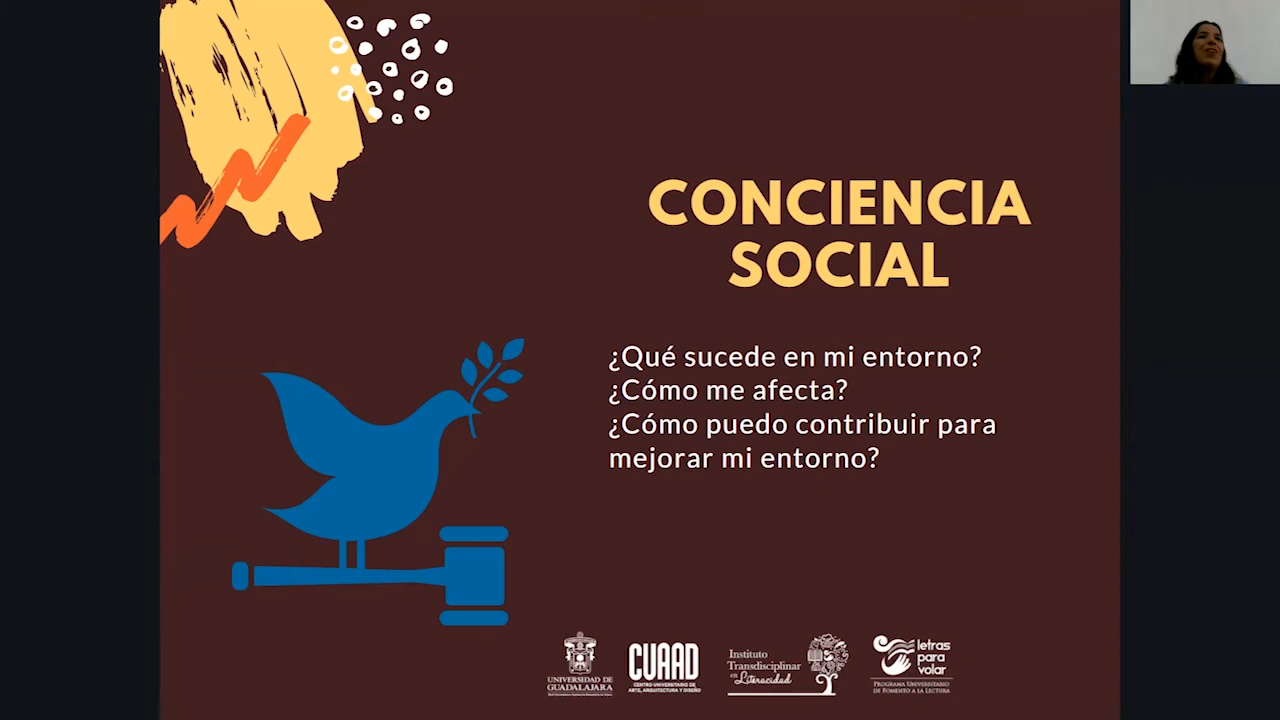 CONCIENCIA
SOCIAL
¿Qué sucede en mi entorno?
¿Cómo me afecta?
¿Cómo puedo contribuir para
mejorar mi entorno?
UNIVERSIDAD DE
GUADALAJARA
CUAAD
CENTRO UNIVERSITARIO DE
ARTE, ARQUITECTURA Y DISEÑO
Instituto
Transdisciplinar
en Literacidad
letras
para
volar
PROGRAMA UNIVERSITARIO
DE FOMENTO A LA LECTURA